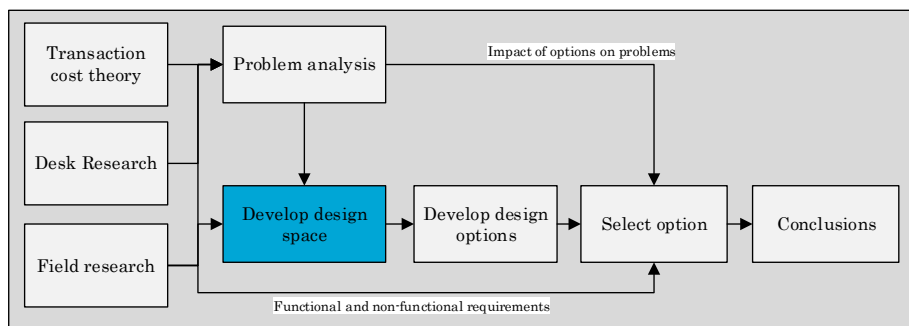 Transaction
cost theory
Problem analysis
Impact of options on problems
Desk Research
Develop design
space
Develop design
options
Select option
Conclusions
Field research
Functional and non-functional requirements